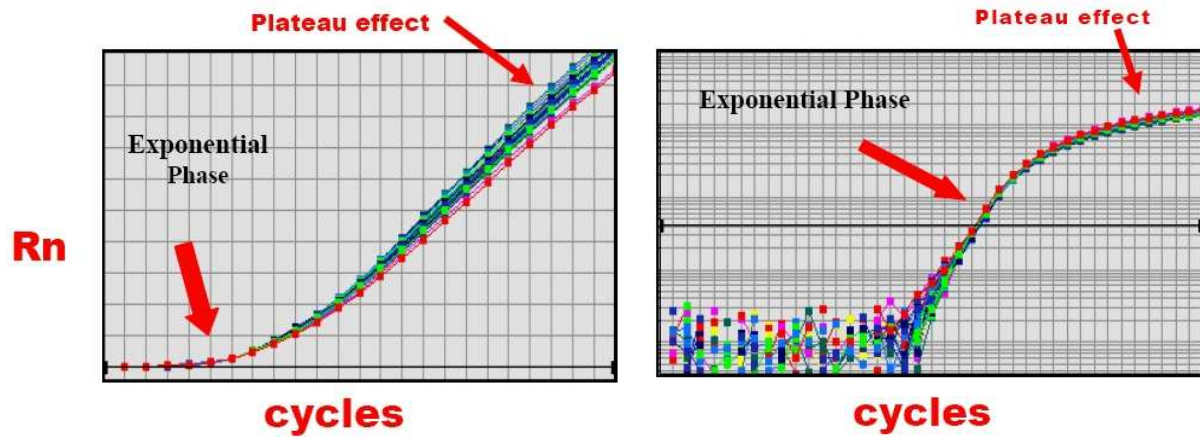 Plateau effect
Exponential
Phase
Rn
cycles
Plateau effect
Exponential Phase
cycles